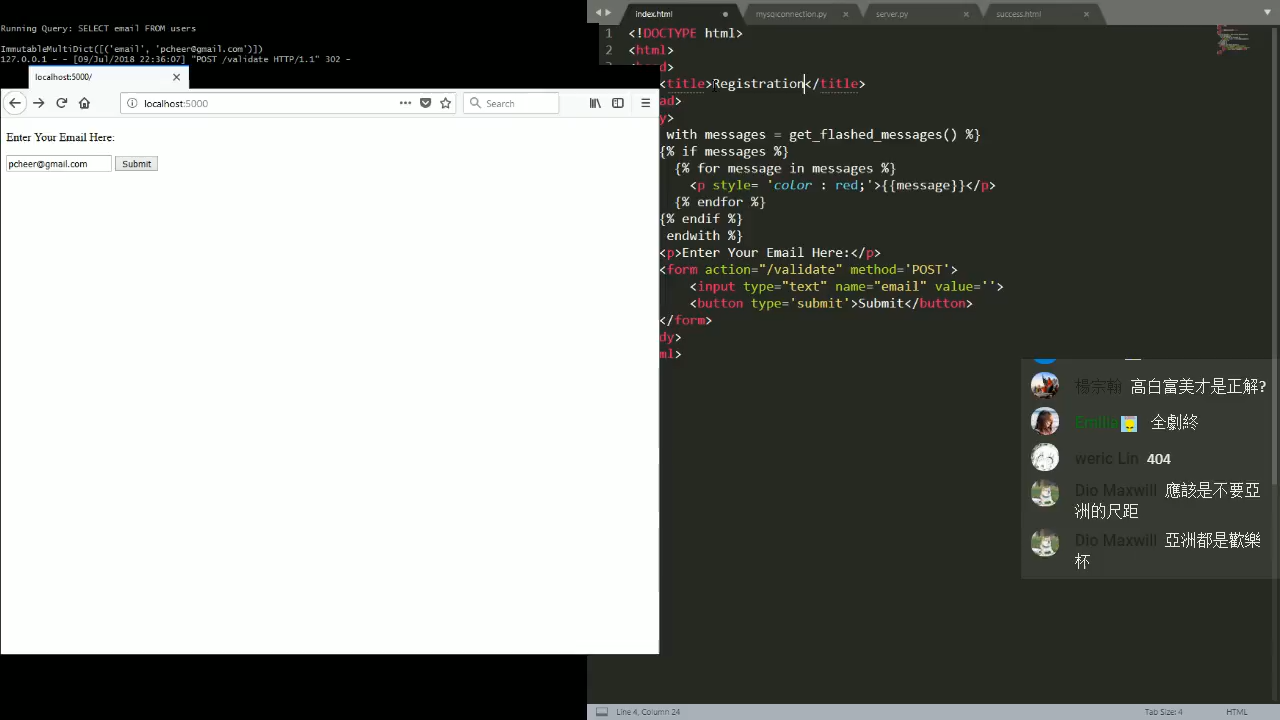 Running Query: SELECT email FROM users
ImmutableMultiDict([('email', 'pcheer@gmail.com')])
127.0.0.1 - - [09/Jul/2018 22:36:07] "POST /validate HTTP/1.1" 302 -
localhost:5000/
localhost:5000
Search
Enter Your Email Here:
pcheer@gmail.com Submit
index.html mysqlconnection.py server.py success.html
1 <!DOCTYPE html>
2 <html>
<title>Registration</title>
ad>
y>
with messages = get_flashed_messages() %}
{% if messages %}
{% for message in messages %}
<p style= 'color : red;'>{{message}}</p>
{% endfor %}
{% endif %}
endwith %}
<p>Enter Your Email Here:</p>
<form action="/validate" method='POST'>
<input type="text" name="email" value=''>
<button type='submit'>Submit</button>
</form>
dy>
ml>
楊宗翰 高白富美才是正解?
Emilia 全劇終
weric Lin 404
Dio Maxwill 應該是不要亞
洲的尺距
Dio Maxwill 亞洲都是歡樂
杯
Line 4, Column 24
Tab Size: 4 HTML